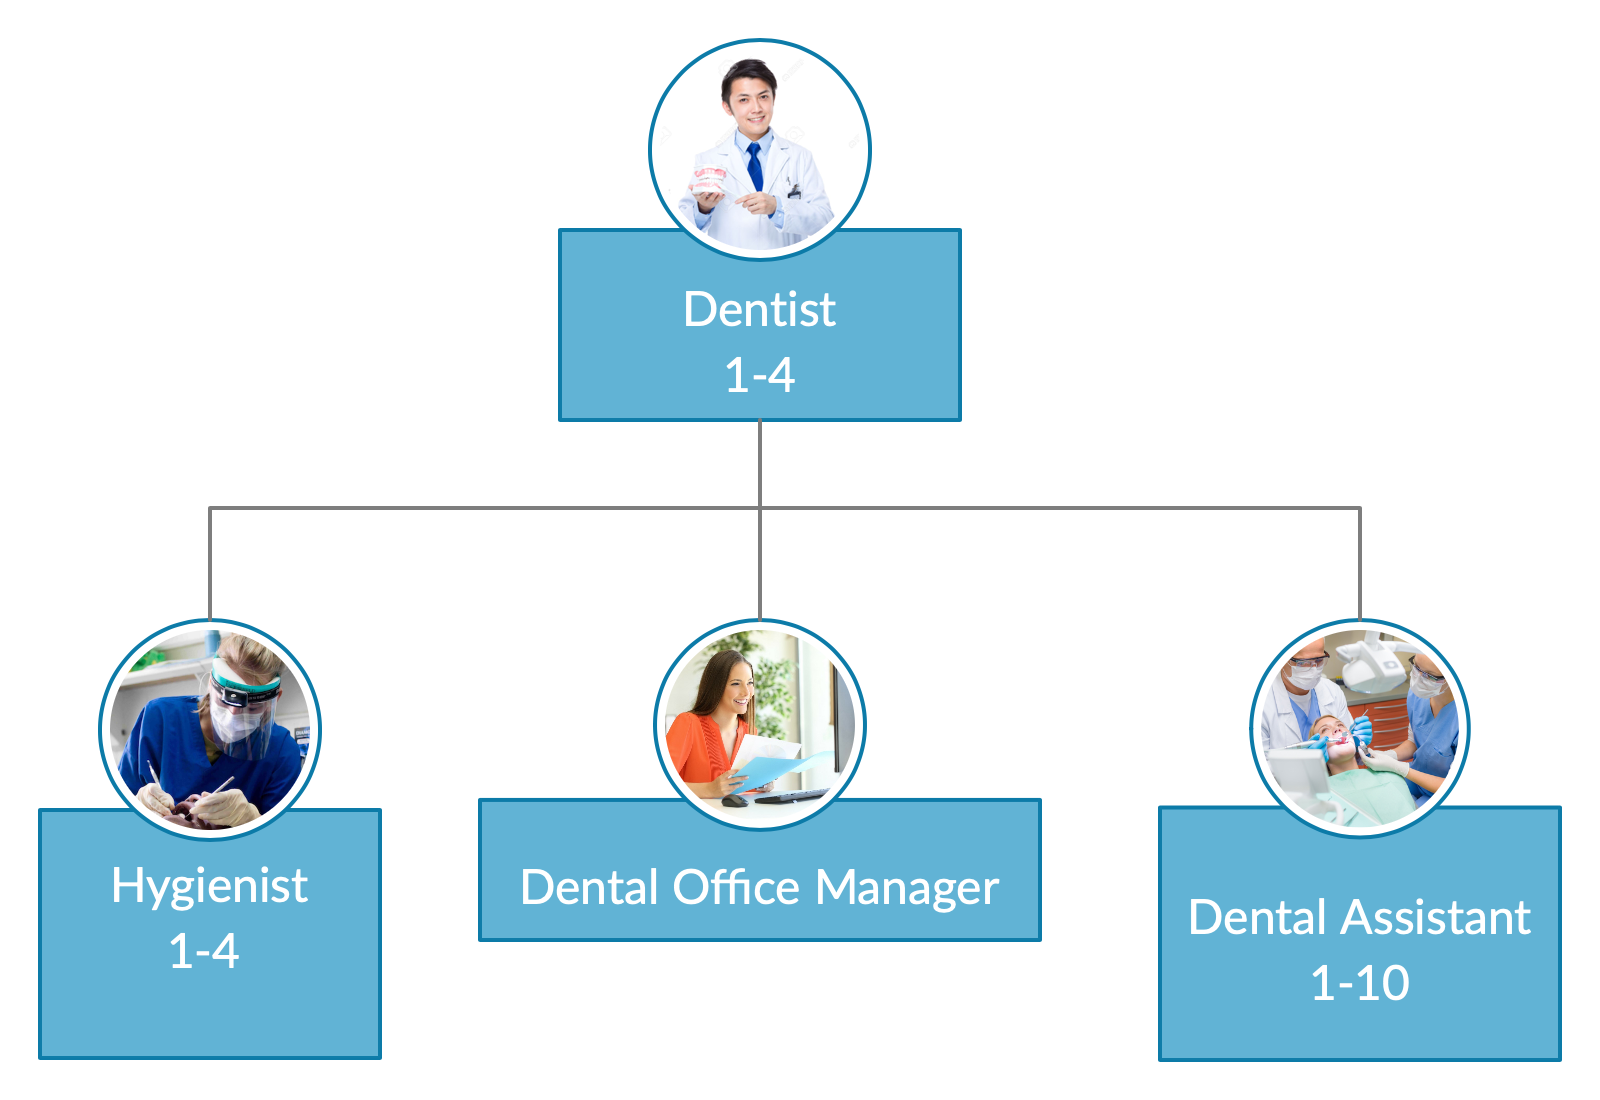 Dentist
1-4
Hygienist
1-4
Dental Office Manager
Dental Assistant
1-10